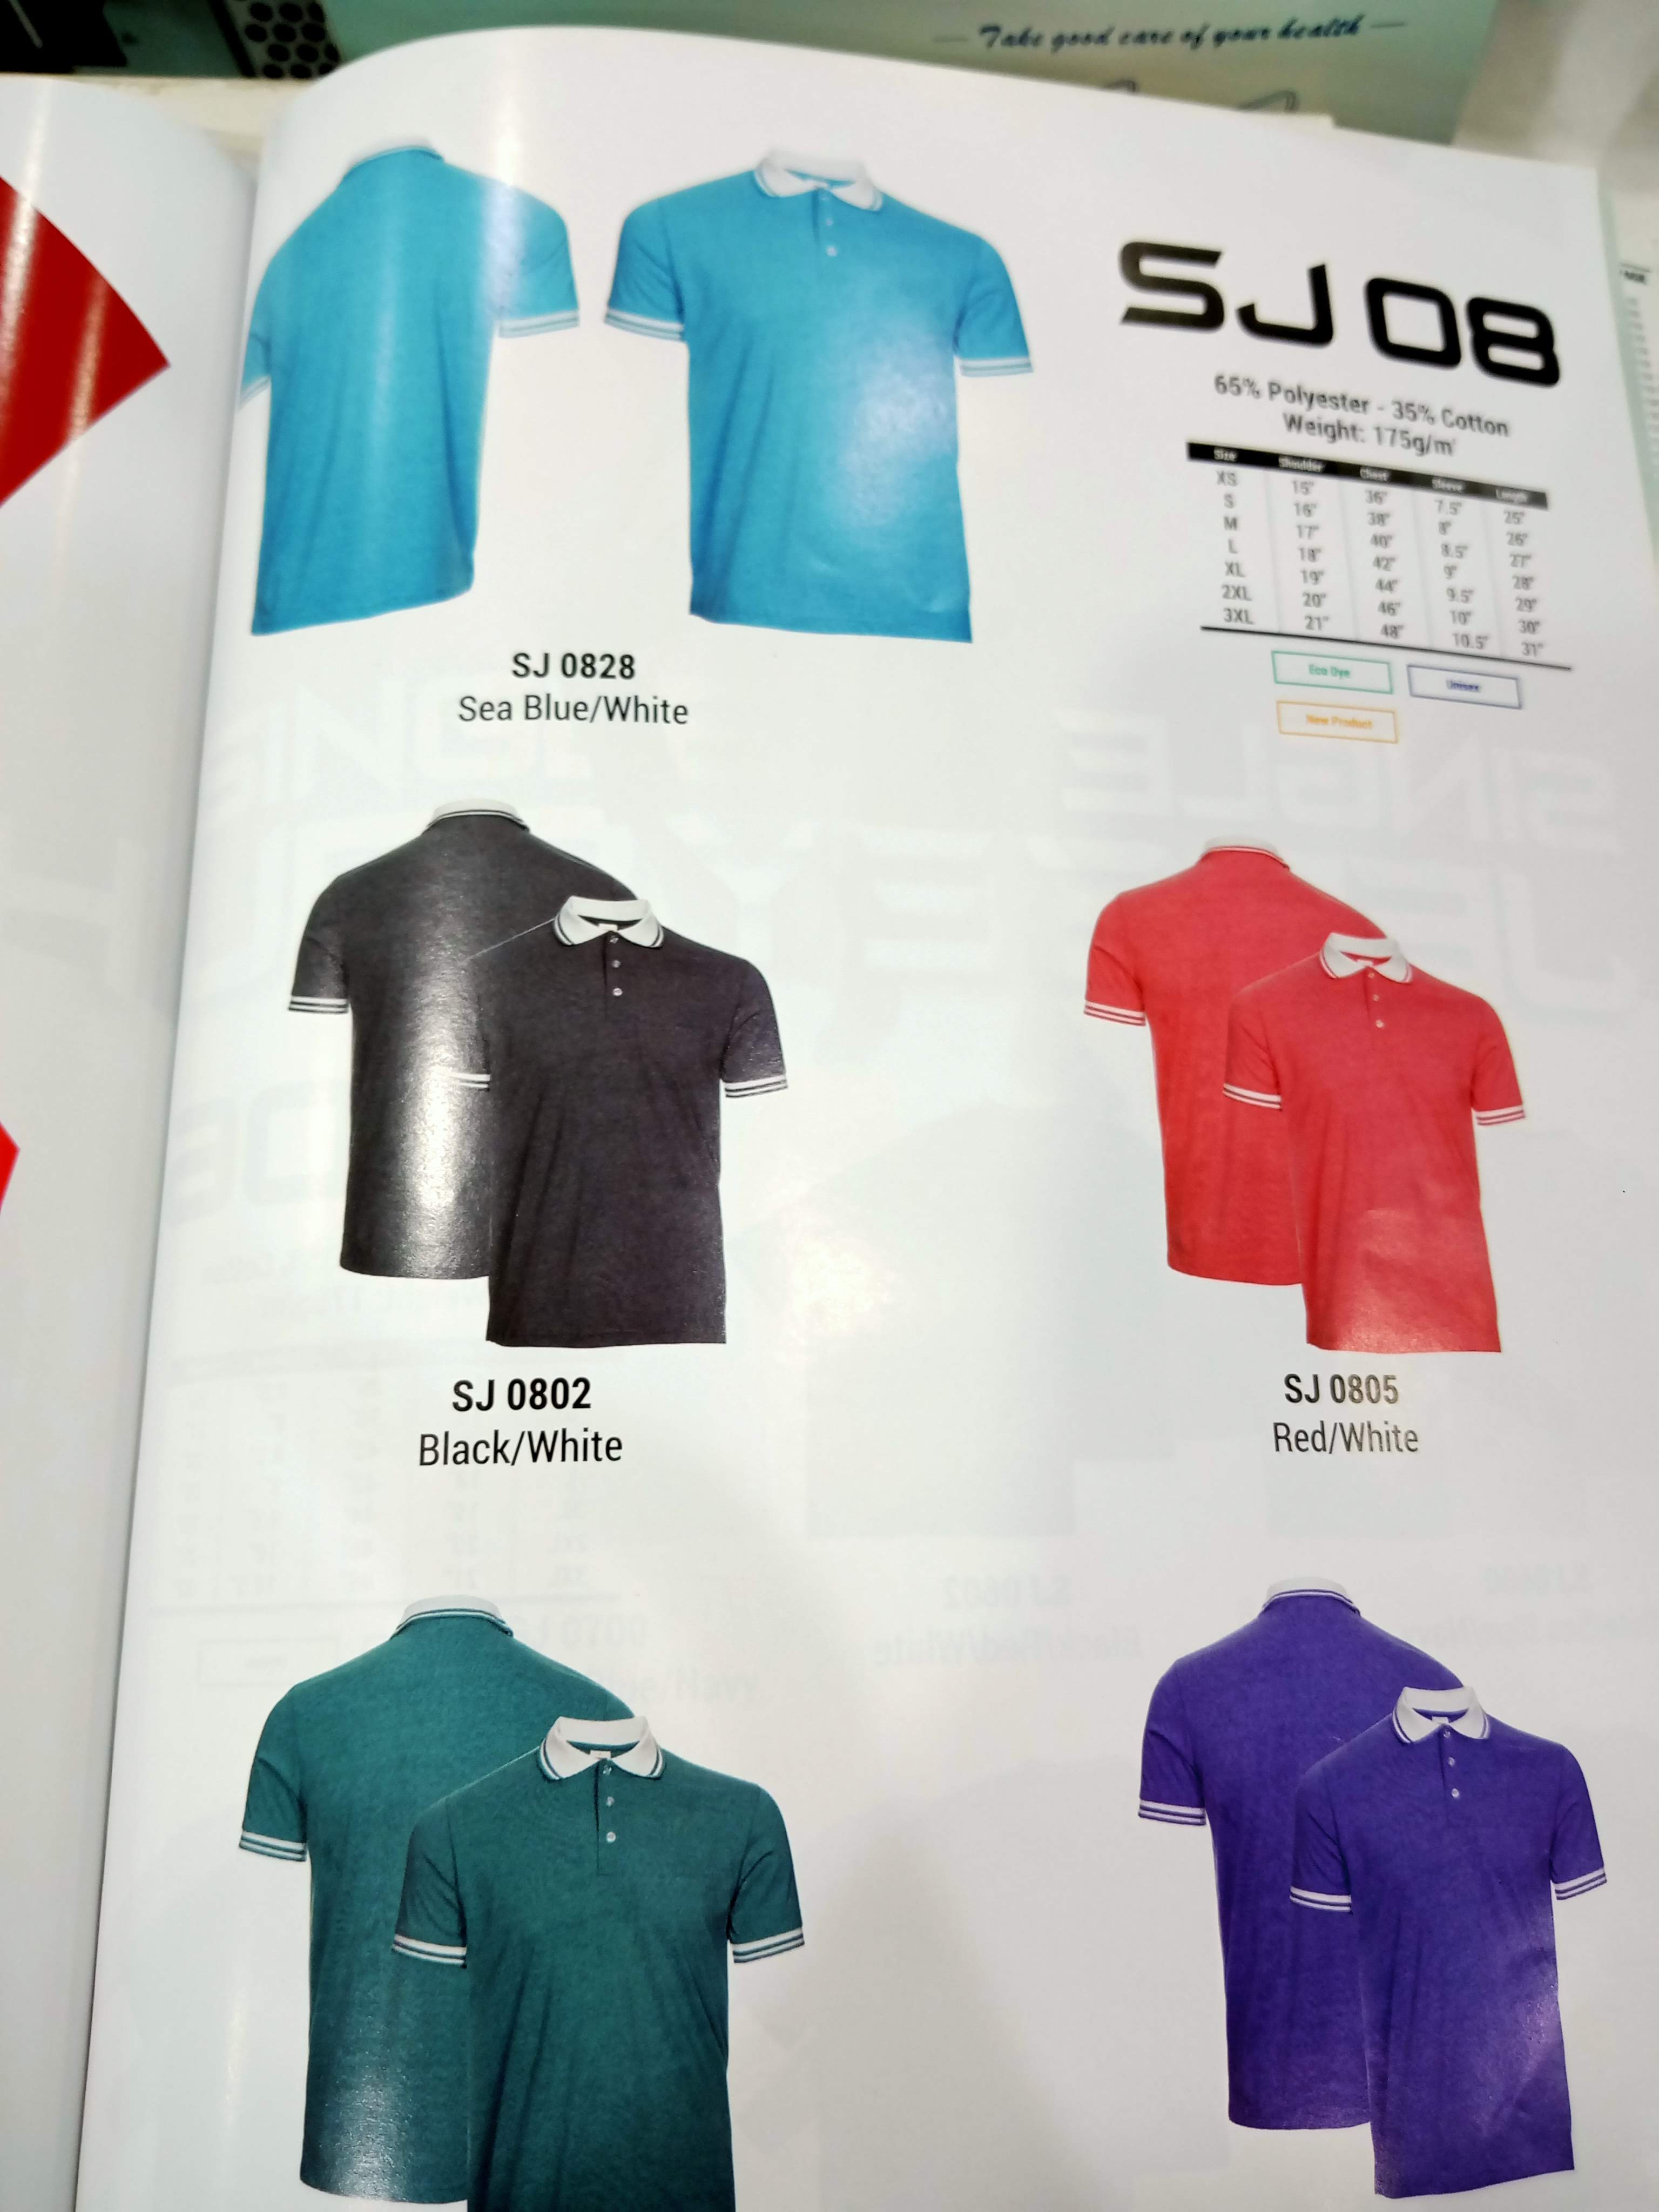 Take good care of your health
SJ 08
65% Polyester - 35% Cotton
Weight: 175g/m²
Size Shoulder Chest Sleeve Length
XS 15" 36" 7.5" 25"
S 16" 38" 8" 26"
M 17" 40" 8.5" 27"
L 18" 42" 9" 28"
XL 19" 44" 9.5" 29"
2XL 20" 46" 10" 30"
3XL 21" 48" 10.5" 31"
Eco Dye Unisex
New Product
SJ 0828
Sea Blue/White
SJ 0802
Black/White
SJ 0805
Red/White